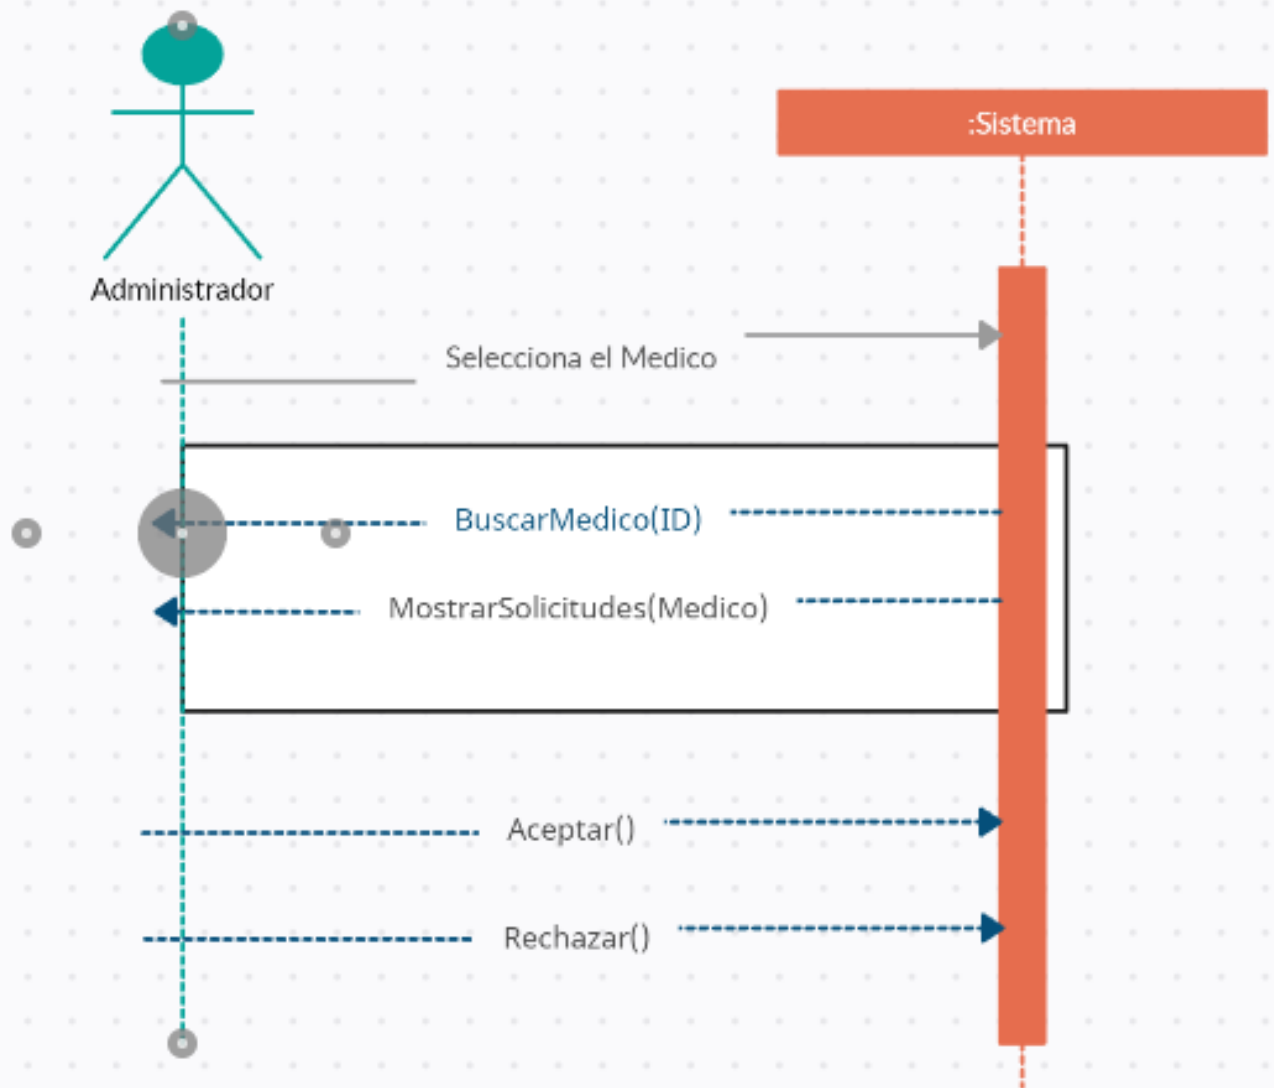 :Sistema
Administrador
Selecciona el Medico
BuscarMedico(ID)
MostrarSolicitudes(Medico)
Aceptar()
Rechazar()